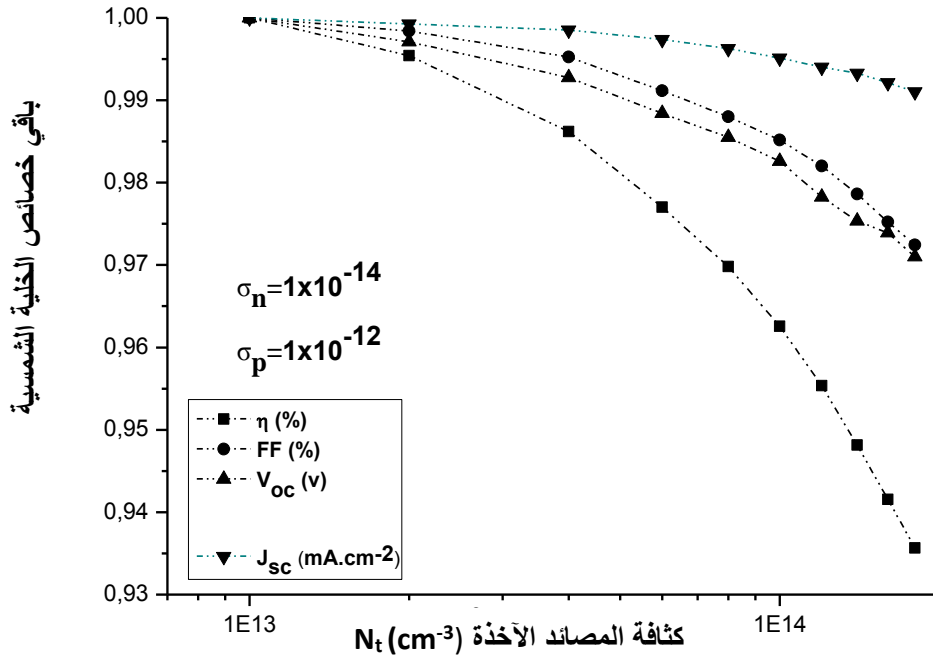 باقي خصائص الخلية الشمسية
1,00
0,99
0,98
0,97
0,96
0,95
0,94
0,93
σn=1x10-14
σp=1x10-12
η (%)
FF (%)
Voc (v)
Jsc (mA.cm-2)
1E13
1E14
كثافة المصائد الآخذة Nt (cm-3)